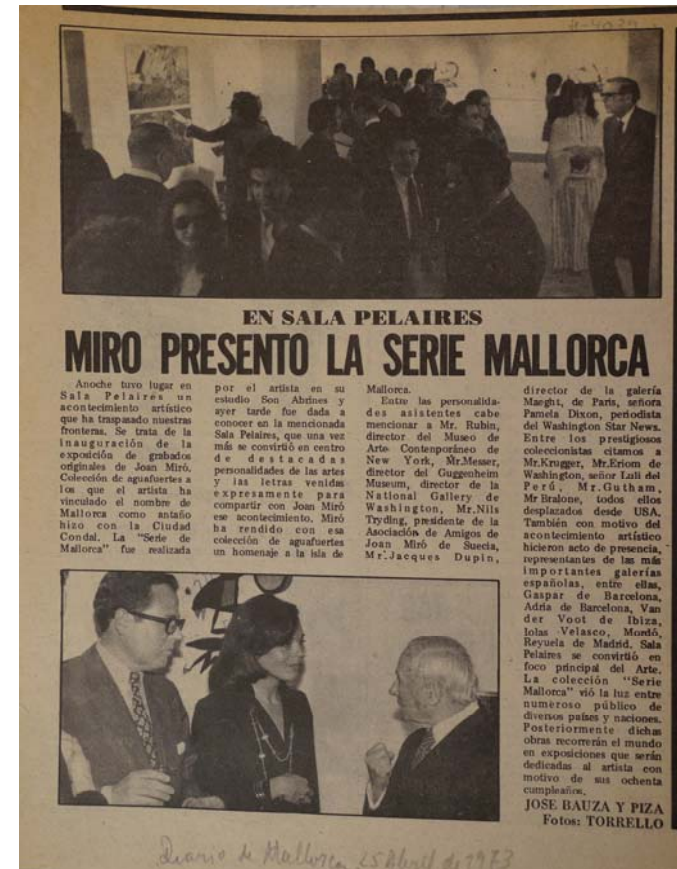 A-4039
EN SALA PELAIRES
MIRO PRESENTO LA SERIE MALLORCA
Anoche tuvo lugar en
Sala Pelaires un
acontecimiento artístico
que ha traspasado nuestras
fronteras. Se trata de la
inauguración de la
exposición de grabados
originales de Joan Miró.
Colección de aguafuertes a
los que el artista ha
vinculado el nombre de
Mallorca como antaño
hizo con la Ciudad
Condal. La "Serie de
Mallorca" fue realizada
por el artista en su
estudio Son Abrines y
ayer tarde fue dada a
conocer en la mencionada
Sala Pelaires, que una vez
más se convirtió en centro
de destacadas
personalidades de las artes
y las letras venidas
expresamente para
compartir con Joan Miró
ese acontecimiento. Miró
ha rendido con esa
colección de aguafuertes
un homenaje a la isla de
Mallorca.
Entre las personalida-
des asistentes cabe
mencionar a Mr. Rubin,
director del Museo de
Arte Contemporáneo de
New York, Mr.Messer,
director del Guggenheim
Museum, director de la
National Gallery de
Washington, Mr.Nils
Tryding, presidente de la
Asociación de Amigos de
Joan Miró de Suecia,
Mr.Jacques Dupin,
director de la galería
Maeght, de Paris, señora
Pamela Dixon, periodista
del Washington Star News.
Entre los prestigiosos
coleccionistas citamos a
Mr.Krugger, Mr.Eriom de
Washington, señor Luli del
Perú, Mr.Gutham,
Mr Bralone, todos ellos
desplazados desde USA.
También con motivo del
acontecimiento artístico
hicieron acto de presencia,
representantes de las más
importantes galerías
españolas, entre ellas,
Gaspar de Barcelona,
Adria de Barcelona, Van
der Voot de Ibiza,
Iolas Velasco, Mordó,
Reyuela de Madrid. Sala
Pelaires se convirtió en
foco principal del Arte.
La colección "Serie
Mallorca" vió la luz entre
numeroso público de
diversos países y naciones.
Posteriormente dichas
obras recorrerán el mundo
en exposiciones que serán
dedicadas al artista con
motivo de sus ochenta
cumpleaños.
JOSE BAUZA Y PIZA
Fotos: TORRELLO
Diario de Mallorca 25 Abril de 1973